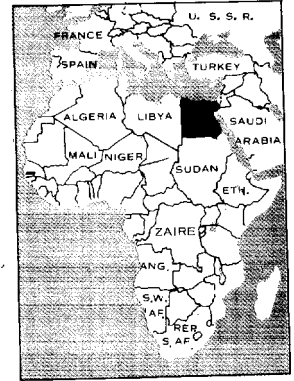 U. S. S. R.
FRANCE
SPAIN
TURKEY
ALGERIA
LIBYA
SAUDI
ARABIA
MALI
NIGER
SUDAN
ETH.
ZAIRE
ANG.
S.W.
AF.
REP.
S. AF.